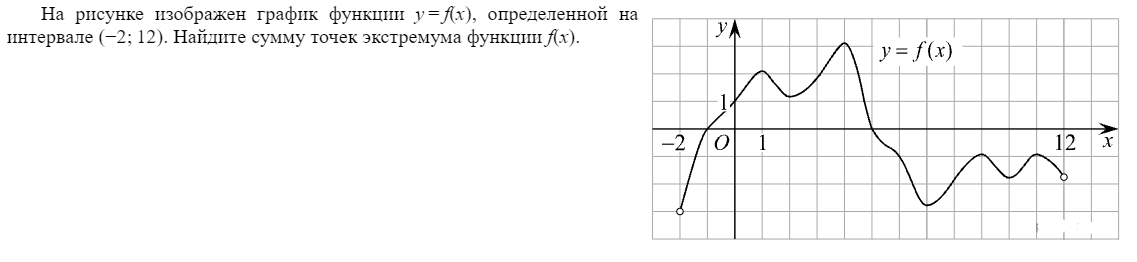 На рисунке изображен график функции y = f(x), определенной на
интервале (−2; 12). Найдите сумму точек экстремума функции f(x).
y
y = f (x)
1
−2
O
1
12
x